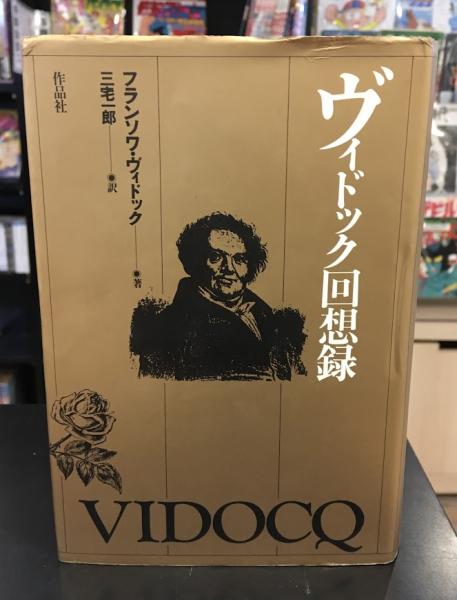 ヴィドック回想録
フランソワ・ヴィドック 著
三宅一郎 訳
作品社
VIDOCQ